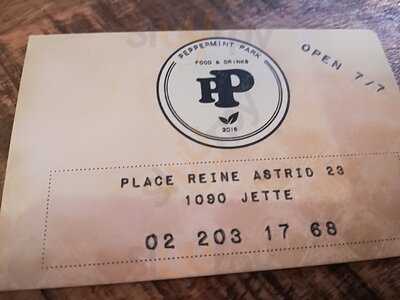 PEPPERMINT PARK
FOOD & DRINKS
PP
2016
OPEN 7/7
PLACE REINE ASTRID 23
1090 JETTE
02 203 17 68